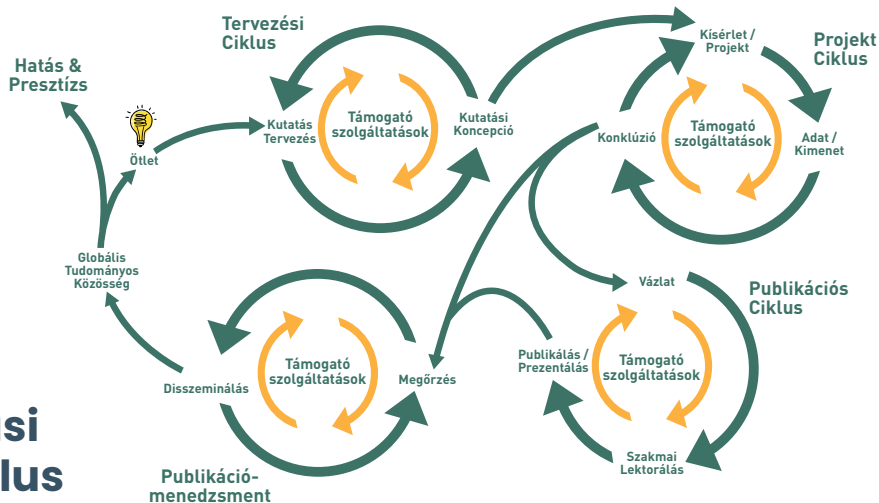 Hatás &
Presztízs
Ötlet
Globális
Tudományos
Közösség
Tervezési
Ciklus
Kutatás
Tervezés
Támogató
szolgáltatások
Kutatási
Koncepció
Kísérlet /
Projekt
Projekt
Ciklus
Konklúzió
Támogató
szolgáltatások
Adat /
Kimenet
Vázlat
Publikációs
Ciklus
Publikálás /
Prezentálás
Támogató
szolgáltatások
Szakmai
Lektorálás
Disszeminálás
Támogató
szolgáltatások
Megőrzés
Publikáció-
menedzsment
si
lus